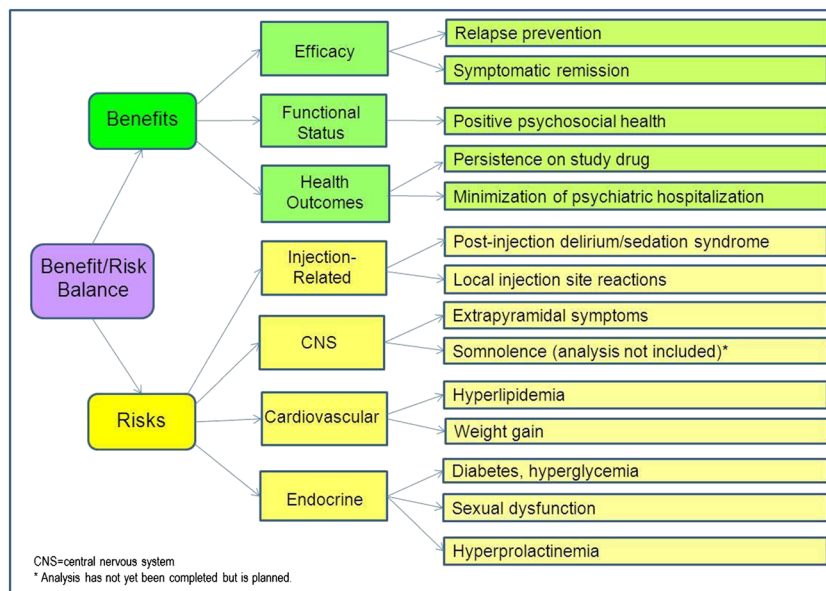 Relapse prevention
Efficacy
Symptomatic remission
Benefits
Functional
Status
Positive psychosocial health
Persistence on study drug
Health
Outcomes
Minimization of psychiatric hospitalization
Benefit/Risk
Balance
Injection-
Related
Post-injection delirium/sedation syndrome
Local injection site reactions
CNS
Extrapyramidal symptoms
Somnolence (analysis not included)*
Risks
Cardiovascular
Hyperlipidemia
Weight gain
Endocrine
Diabetes, hyperglycemia
Sexual dysfunction
Hyperprolactinemia
CNS=central nervous system
* Analysis has not yet been completed but is planned.